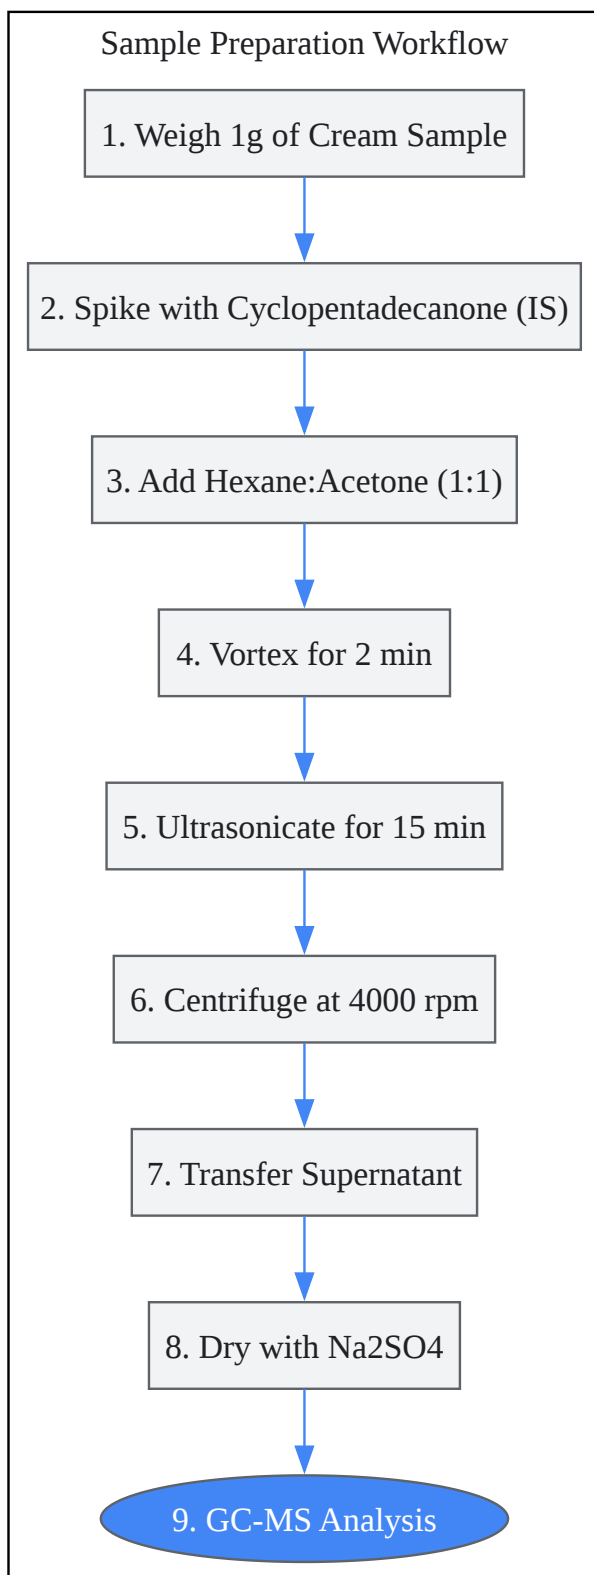 Sample Preparation Workflow
1. Weigh 1g of Cream Sample
2. Spike with Cyclopentadecanone (IS)
3. Add Hexane:Acetone (1:1)
4. Vortex for 2 min
5. Ultrasonicate for 15 min
6. Centrifuge at 4000 rpm
7. Transfer Supernatant
8. Dry with Na2SO4
9. GC-MS Analysis